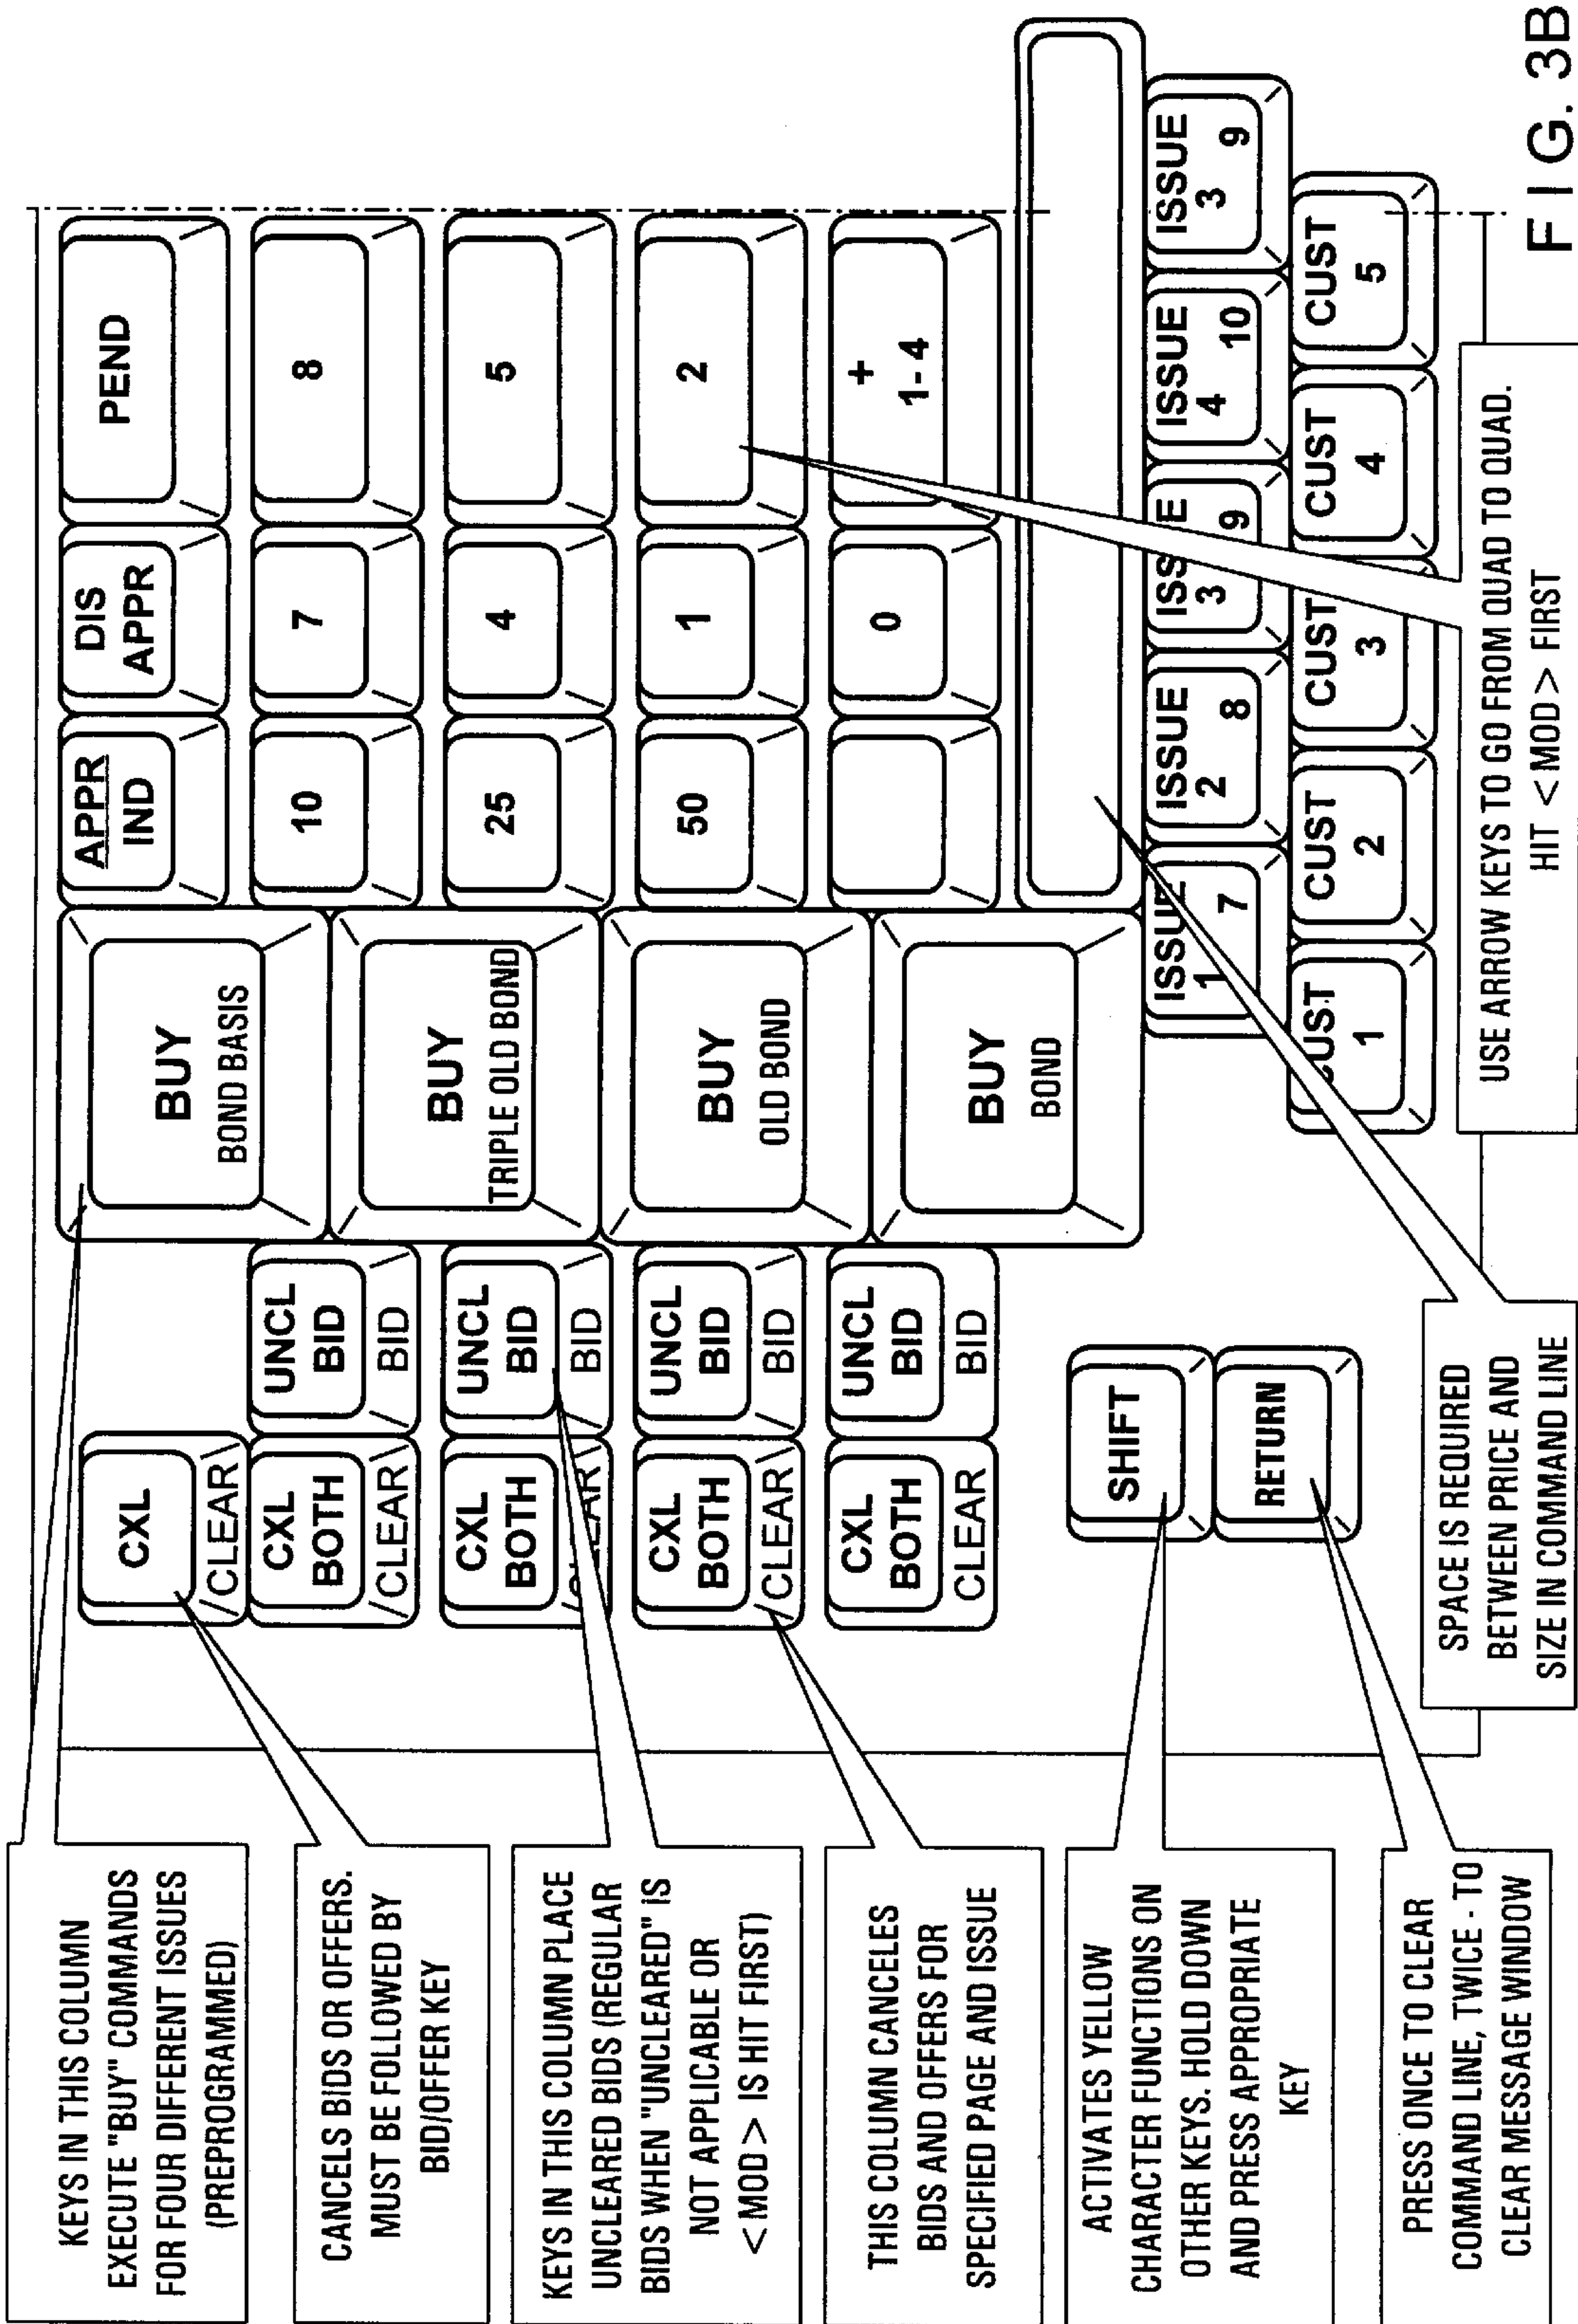 KEYS IN THIS COLUMN
EXECUTE "BUY" COMMANDS
FOR FOUR DIFFERENT ISSUES
(PREPROGRAMMED)
CANCELS BIDS OR OFFERS.
MUST BE FOLLOWED BY
BID/OFFER KEY
KEYS IN THIS COLUMN PLACE
UNCLEARED BIDS (REGULAR
BIDS WHEN "UNCLEARED" IS
NOT APPLICABLE OR
<MOD> IS HIT FIRST)
THIS COLUMN CANCELES
BIDS AND OFFERS FOR
SPECIFIED PAGE AND ISSUE
ACTIVATES YELLOW
CHARACTER FUNCTIONS ON
OTHER KEYS. HOLD DOWN
AND PRESS APPROPRIATE
KEY
PRESS ONCE TO CLEAR
COMMAND LINE, TWICE - TO
CLEAR MESSAGE WINDOW
CXL
/CLEAR
CXL
BOTH
/CLEAR
CXL
BOTH
CLEAR
CXL
BOTH
/CLEAR
CXL
BOTH
CLEAR
UNCL
BID
BID
UNCL
BID
BID
UNCL
BID
BID
UNCL
BID
BID
SHIFT
RETURN
BUY
BOND BASIS
BUY
TRIPLE OLD BOND
BUY
OLD BOND
BUY
BOND
APPR
IND
DIS
APPR
PEND
10
7
8
25
4
5
50
1
2
0
+
1-4
ISSUE
1 7
ISSUE
2 8
ISSUE
3 9
ISSUE
4 10
ISSUE
3 9
CUST
1
CUST
2
CUST
3
CUST
4
CUST
5
SPACE IS REQUIRED
BETWEEN PRICE AND
SIZE IN COMMAND LINE
USE ARROW KEYS TO GO FROM QUAD TO QUAD.
HIT <MOD> FIRST
FIG. 3B